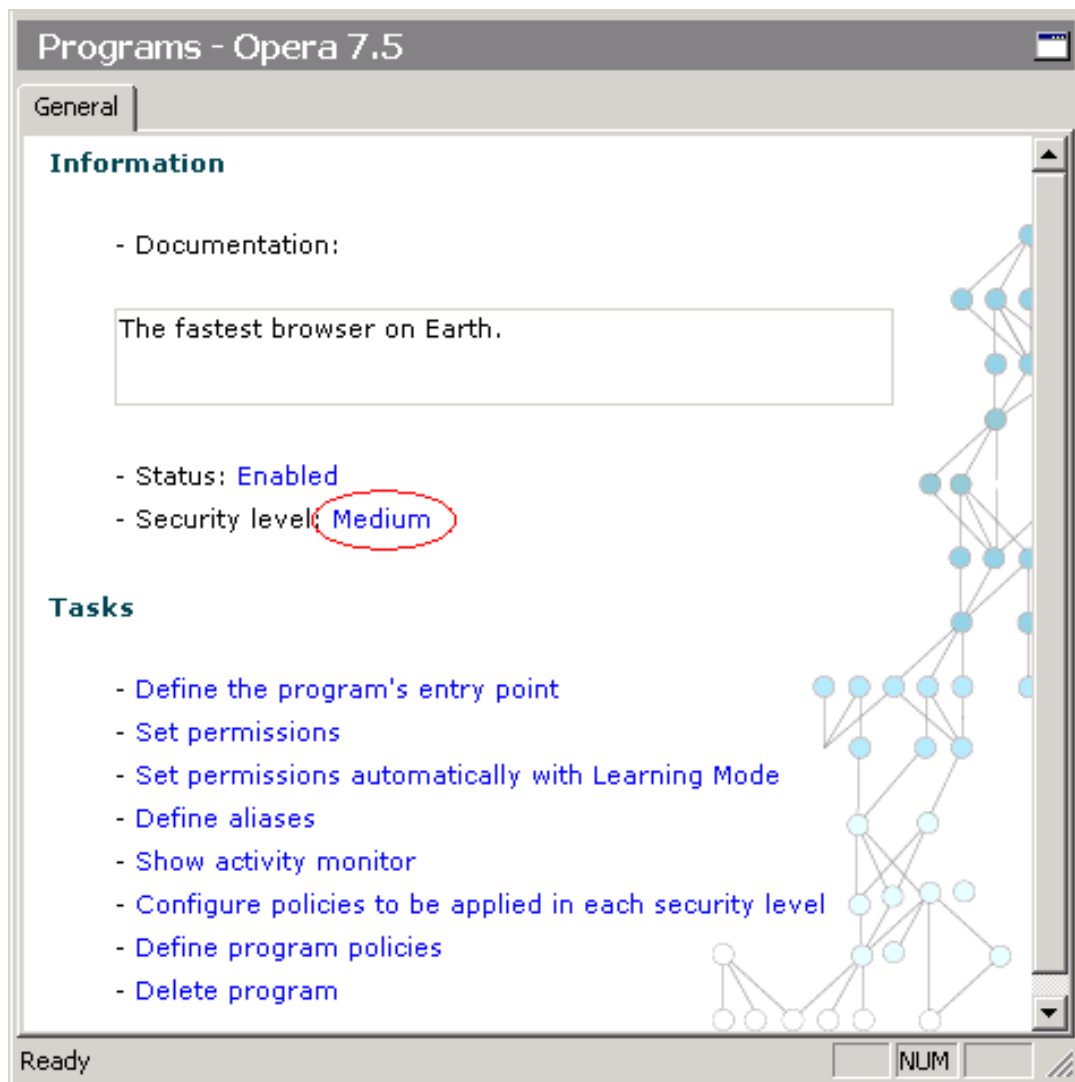 Programs - Opera 7.5
General
Information
- Documentation:
The fastest browser on Earth.
- Status: Enabled
- Security level: Medium
Tasks
- Define the program's entry point
- Set permissions
- Set permissions automatically with Learning Mode
- Define aliases
- Show activity monitor
- Configure policies to be applied in each security level
- Define program policies
- Delete program
Ready
NUM